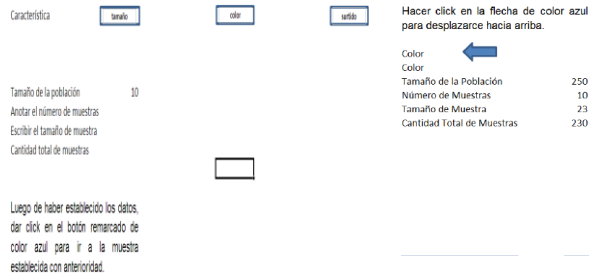 Característica
tamaño
color
surtido
Tamaño de la población 10
Anotar el número de muestras
Escribir el tamaño de muestra
Cantidad total de muestras
Luego de haber establecido los datos,
dar click en el botón remarcado de
color azul para ir a la muestra
establecida con anterioridad.
Hacer click en la flecha de color azul
para desplazarce hacia arriba.
Color
Color
Tamaño de la Población 250
Número de Muestras 10
Tamaño de Muestra 23
Cantidad Total de Muestras 230